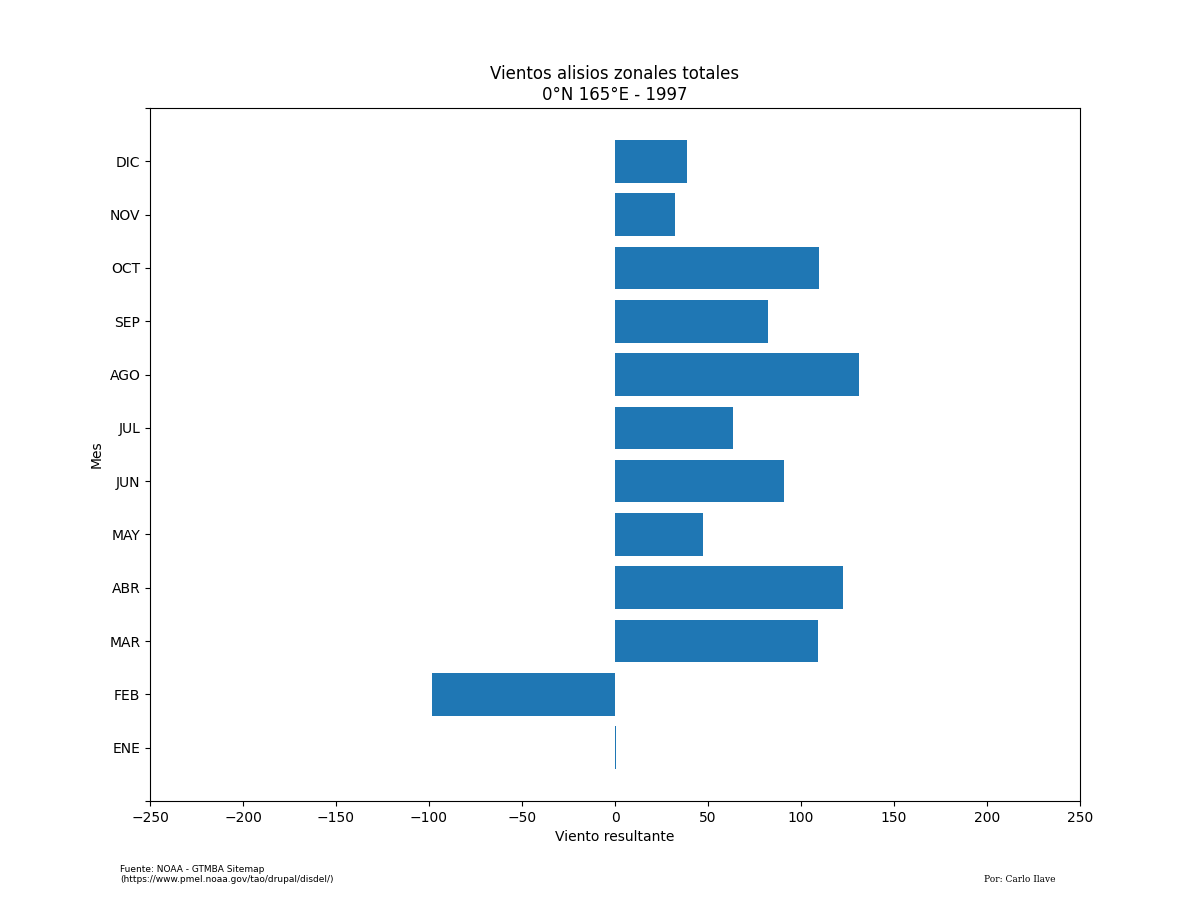 Vientos alisios zonales totales
0°N 165°E - 1997
DIC
NOV
OCT
SEP
AGO
JUL
Mes
JUN
MAY
ABR
MAR
FEB
ENE
−250 −200 −150 −100 −50 0 50 100 150 200 250
Viento resultante
Fuente: NOAA - GTMBA Sitemap
(https://www.pmel.noaa.gov/tao/drupal/disdel/)
Por: Carlo Ilave